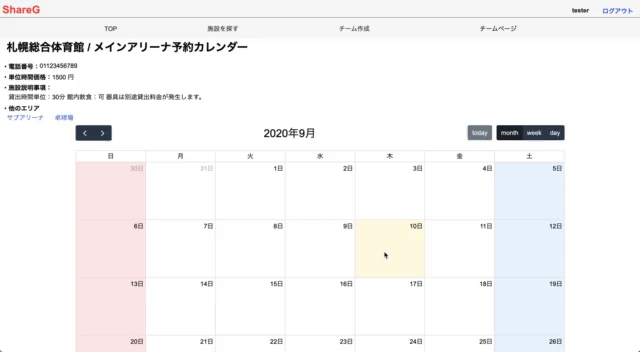 ShareG
tester ログアウト
TOP 施設を探す チーム作成 チームページ
札幌総合体育館 / メインアリーナ予約カレンダー
・電話番号：01123456789
・単位時間価格：1500 円
・施設説明事項：
貸出時間単位：30分 館内飲食：可 器具は別途貸出料金が発生します。
・他のエリア
サブアリーナ 卓球場
2020年9月
today month week day
日 月 火 水 木 金 土
30日 31日 1日 2日 3日 4日 5日
6日 7日 8日 9日 10日 11日 12日
13日 14日 15日 16日 17日 18日 19日
20日 21日 22日 23日 24日 25日 26日